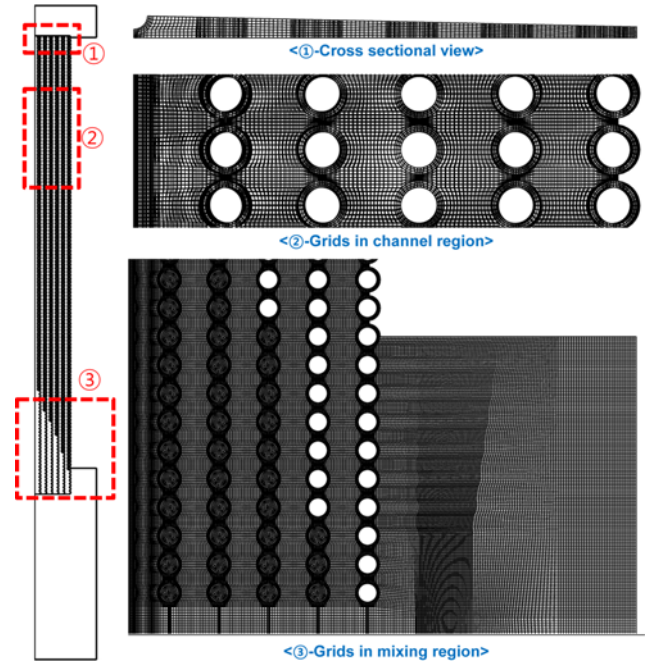 ①
<①-Cross sectional view>
②
<②-Grids in channel region>
③
<③-Grids in mixing region>